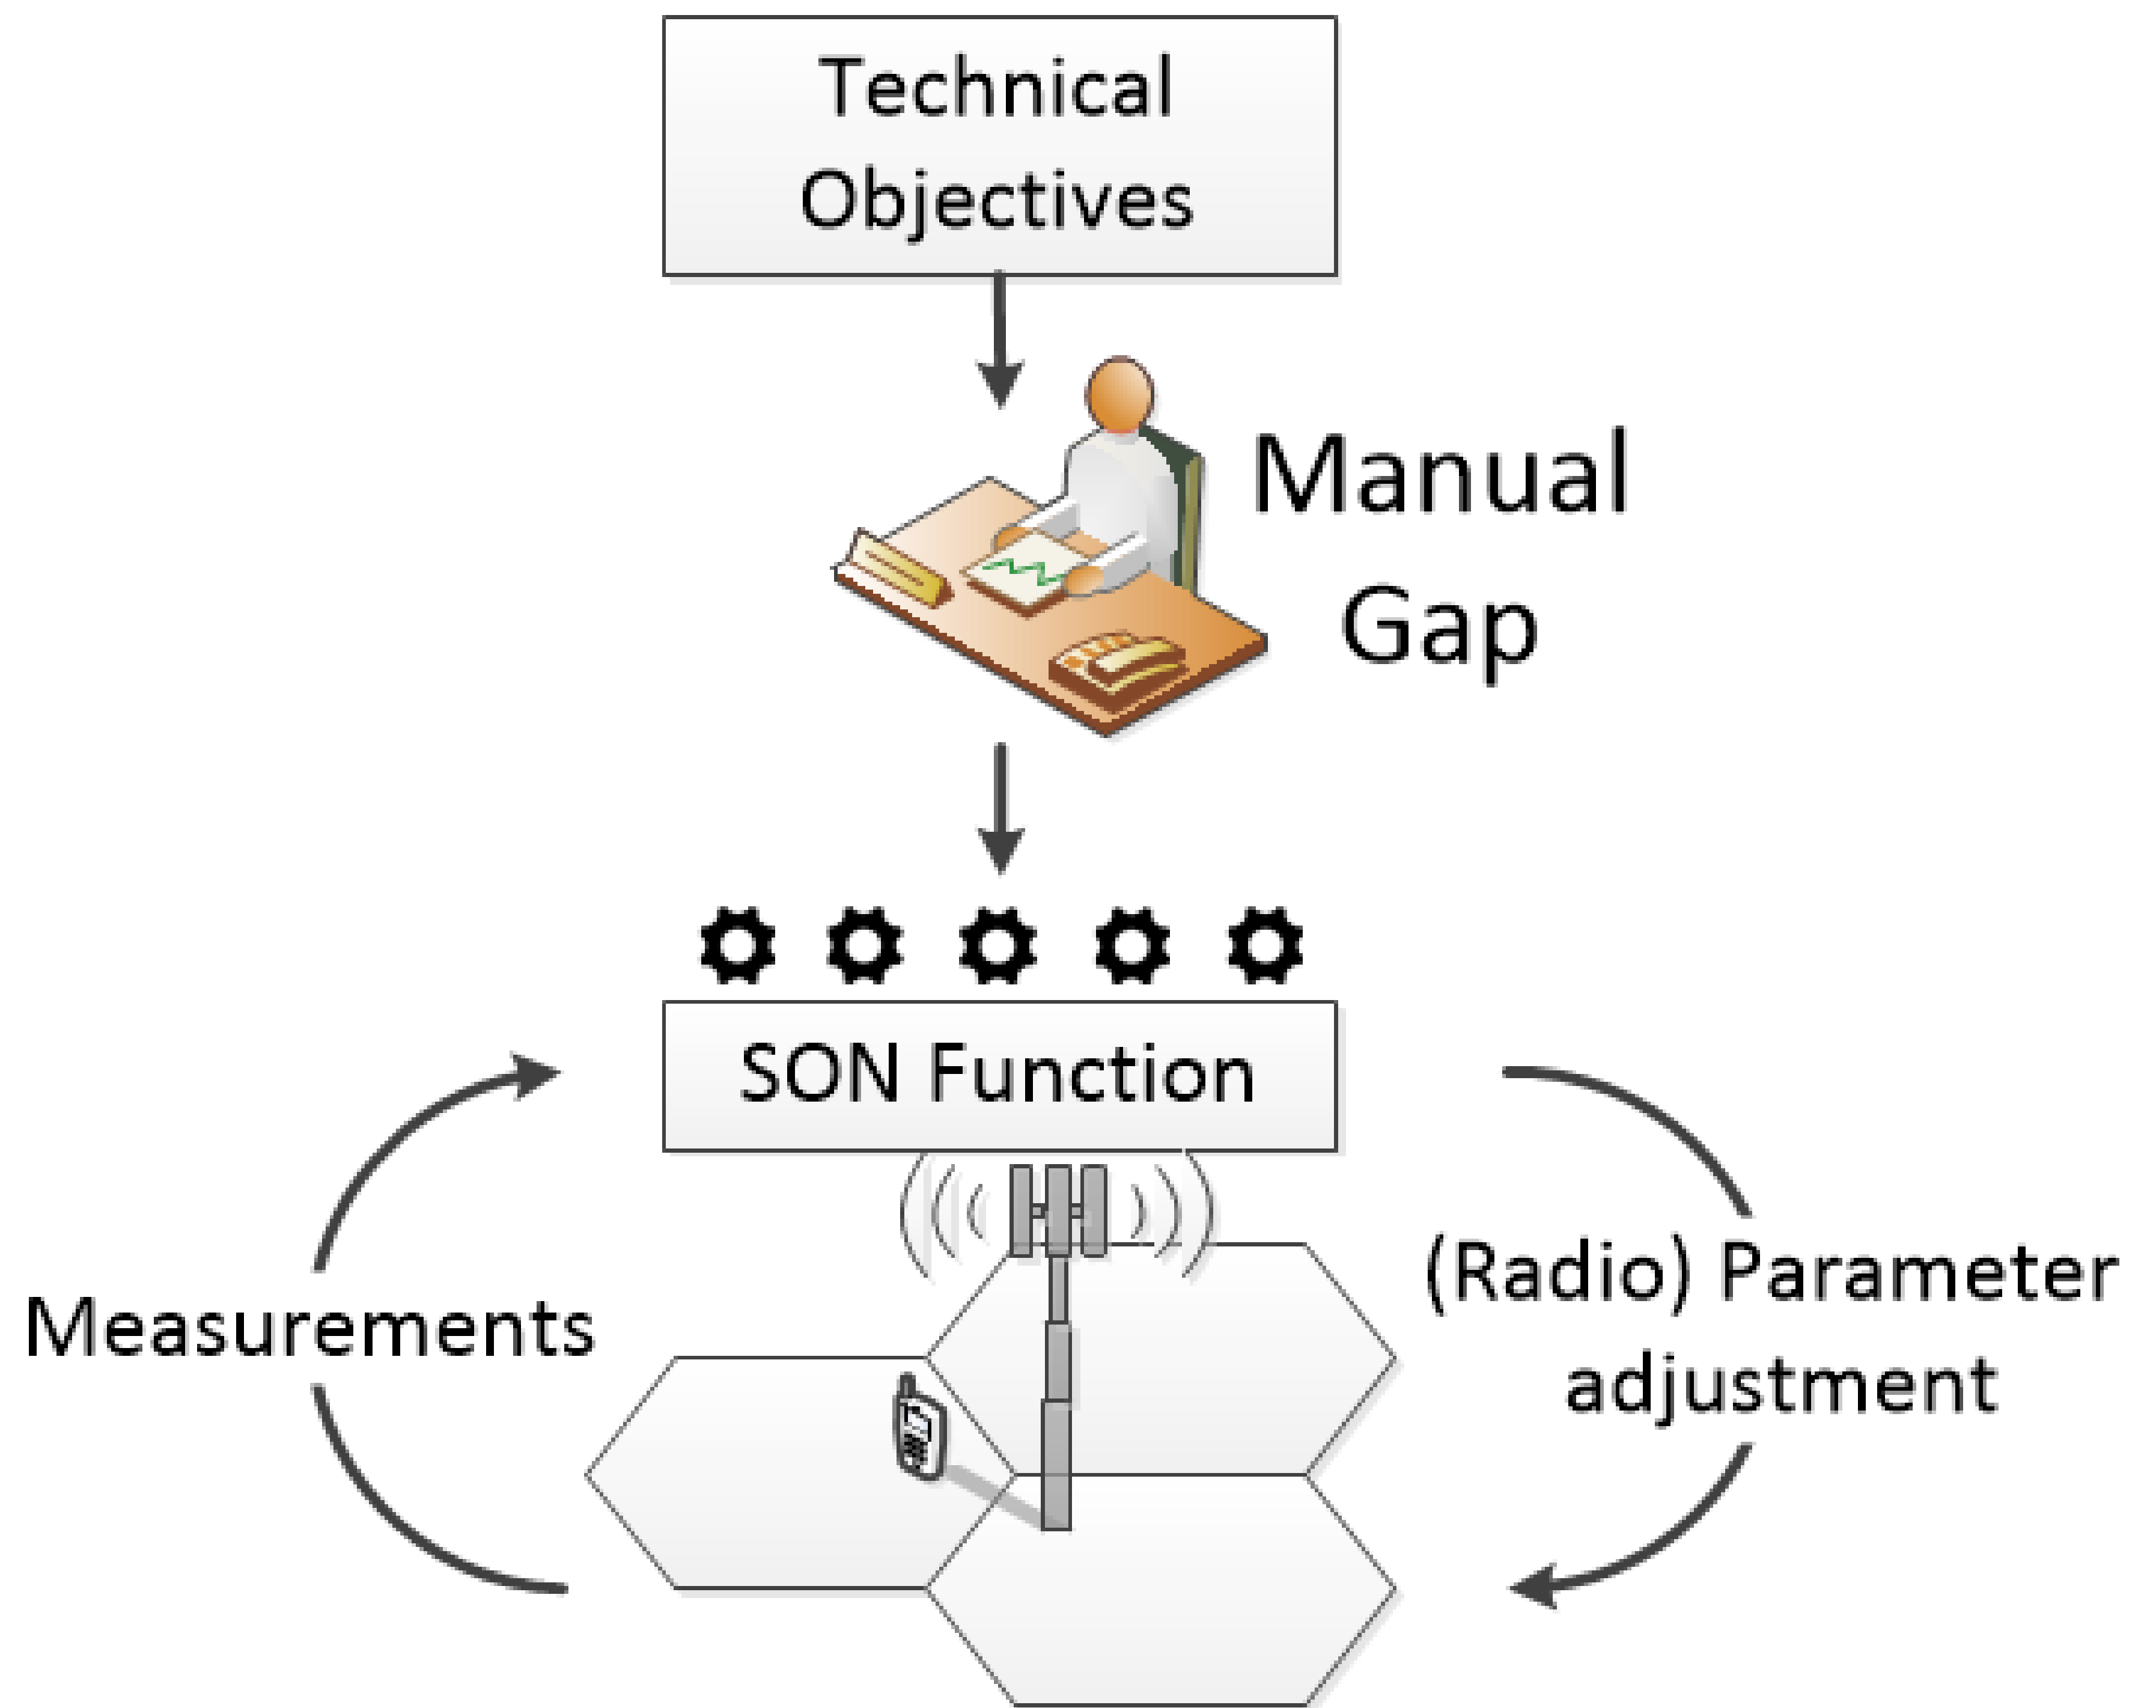 Technical
Objectives
Manual
Gap
SON Function
Measurements
(Radio) Parameter
adjustment